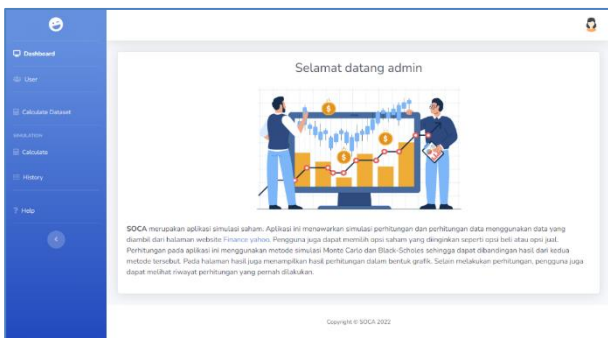 Dashboard
User
Calculate Dataset
SIMULATION
Calculate
History
Help
Selamat datang admin
SOCA merupakan aplikasi simulasi saham. Aplikasi ini menawarkan simulasi perhitungan dan perhitungan data menggunakan data yang
diambil dari halaman website Finance yahoo. Pengguna juga dapat memilih opsi saham yang diinginkan seperti opsi beli atau opsi jual.
Perhitungan pada aplikasi ini menggunakan metode simulasi Monte Carlo dan Black-Scholes sehingga dapat dibandingan hasil dari kedua
metode tersebut. Pada halaman hasil juga menampilkan hasil perhitungan dalam bentuk grafik. Selain melakukan perhitungan, pengguna juga
dapat melihat riwayat perhitungan yang pernah dilakukan.
Copyright © SOCA 2022